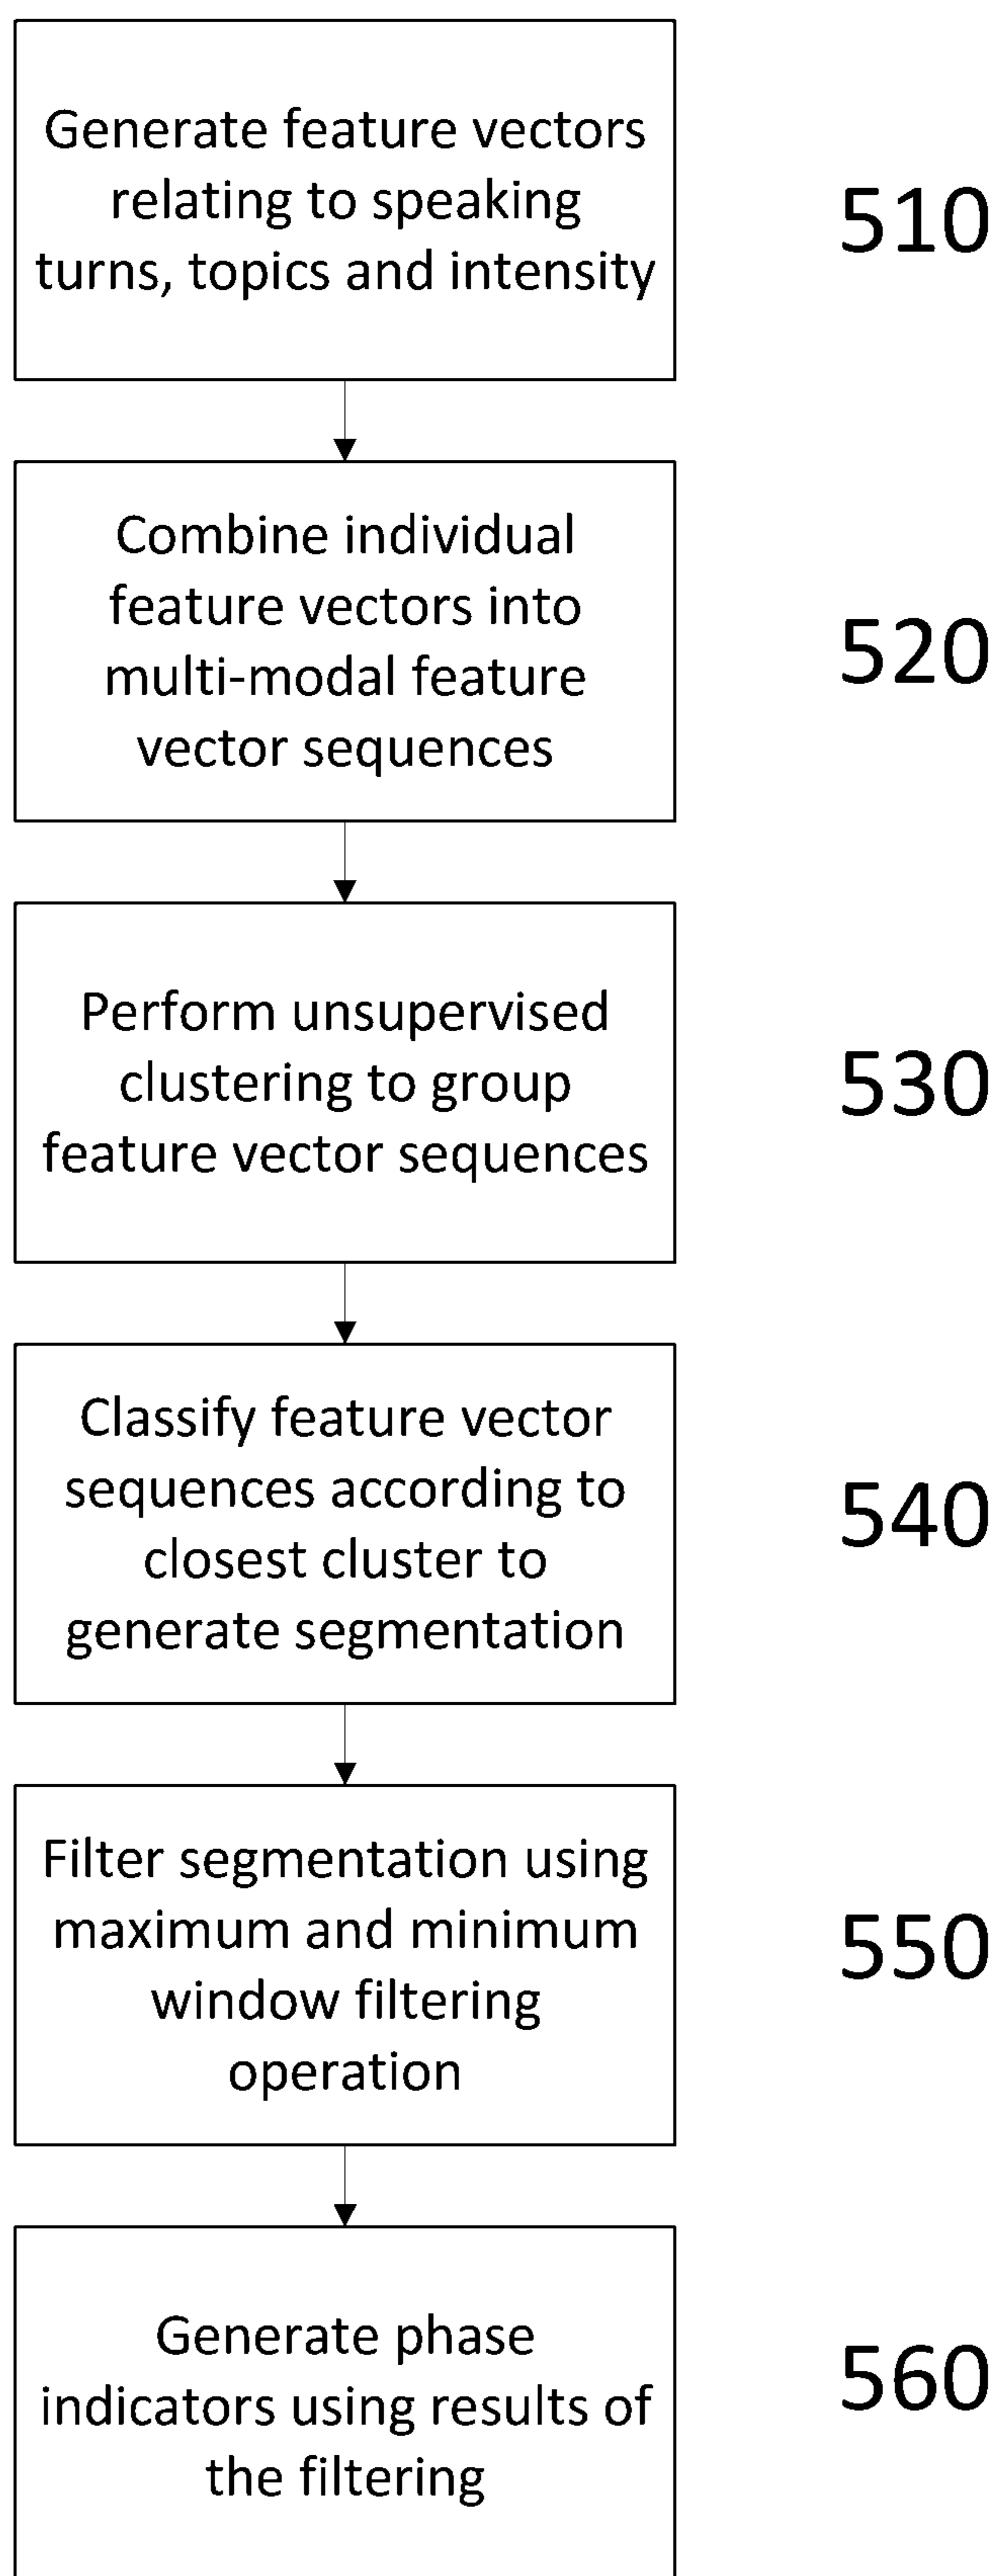 Generate feature vectors
relating to speaking
turns, topics and intensity
510
Combine individual
feature vectors into
multi-modal feature
vector sequences
520
Perform unsupervised
clustering to group
feature vector sequences
530
Classify feature vector
sequences according to
closest cluster to
generate segmentation
540
Filter segmentation using
maximum and minimum
window filtering
operation
550
Generate phase
indicators using results of
the filtering
560